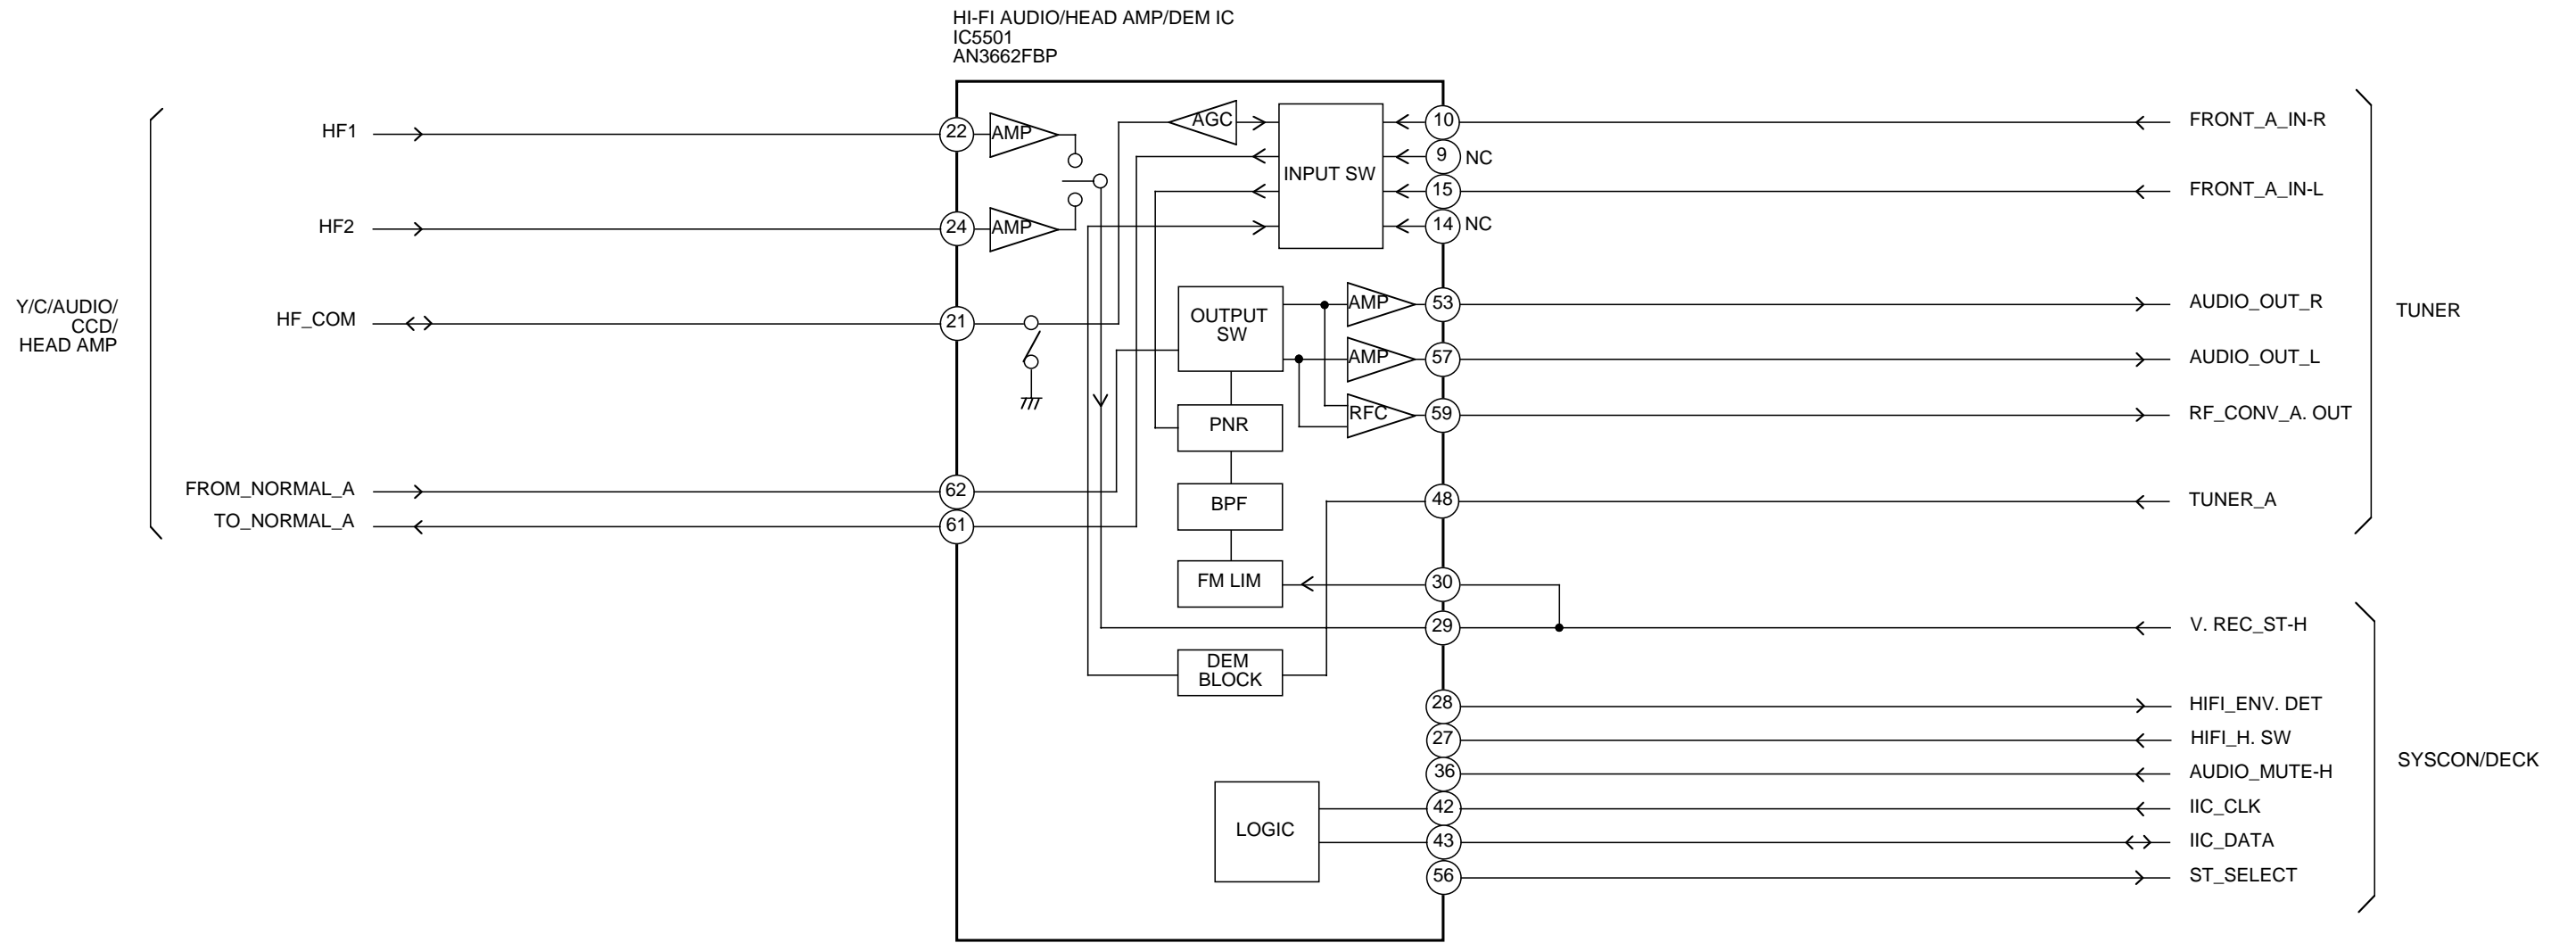 HI-FI AUDIO/HEAD AMP/DEM IC
IC5501
AN3662FBP
Y/C/AUDIO/
CCD/
HEAD AMP
HF1
HF2
HF_COM
FROM_NORMAL_A
TO_NORMAL_A
22
24
21
62
61
AMP
AMP
AGC
INPUT SW
OUTPUT
SW
PNR
BPF
FM LIM
DEM
BLOCK
LOGIC
AMP
AMP
RFC
10
9 NC
15
14 NC
53
57
59
48
30
29
28
27
36
42
43
56
FRONT_A_IN-R
FRONT_A_IN-L
AUDIO_OUT_R
AUDIO_OUT_L
RF_CONV_A. OUT
TUNER_A
V. REC_ST-H
HIFI_ENV. DET
HIFI_H. SW
AUDIO_MUTE-H
IIC_CLK
IIC_DATA
ST_SELECT
TUNER
SYSCON/DECK